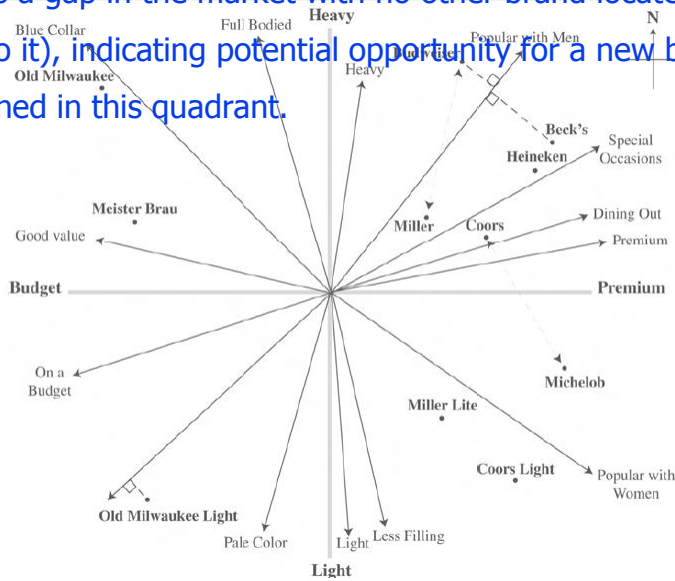 a gap in the market with no other brand locate
o it), indicating potential opportunity for a new b
ned in this quadrant.
Heavy
N
Blue Collar
Full Bodied
Popular with Men
Budweiser
Heavy
Old Milwaukee
Beck's
Heineken
Special
Occasions
Meister Brau
Miller
Coors
Dining Out
Good value
Premium
Budget
Premium
On a
Budget
Michelob
Miller Lite
Coors Light
Popular with
Women
Old Milwaukee Light
Pale Color
Light
Less Filling
Light